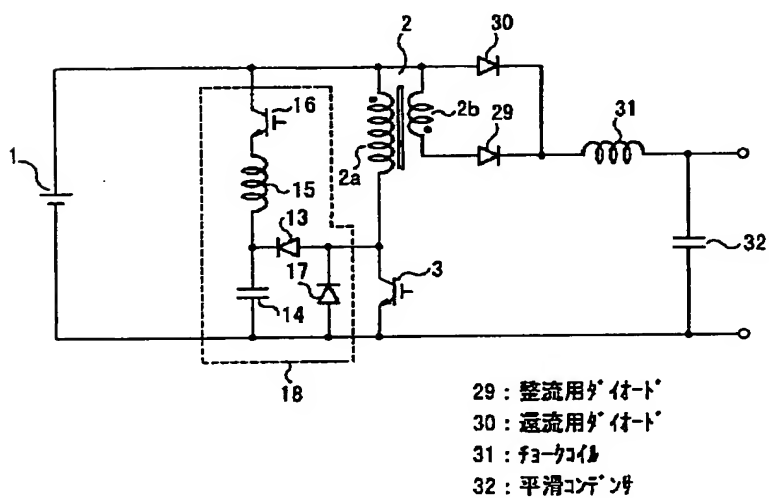 30
2
16
29
2b
31
1
2a
15
13
3
32
17
14
18
29 : 整流用ダイオード
30 : 還流用ダイオード
31 : チョークコイル
32 : 平滑コンデンサ